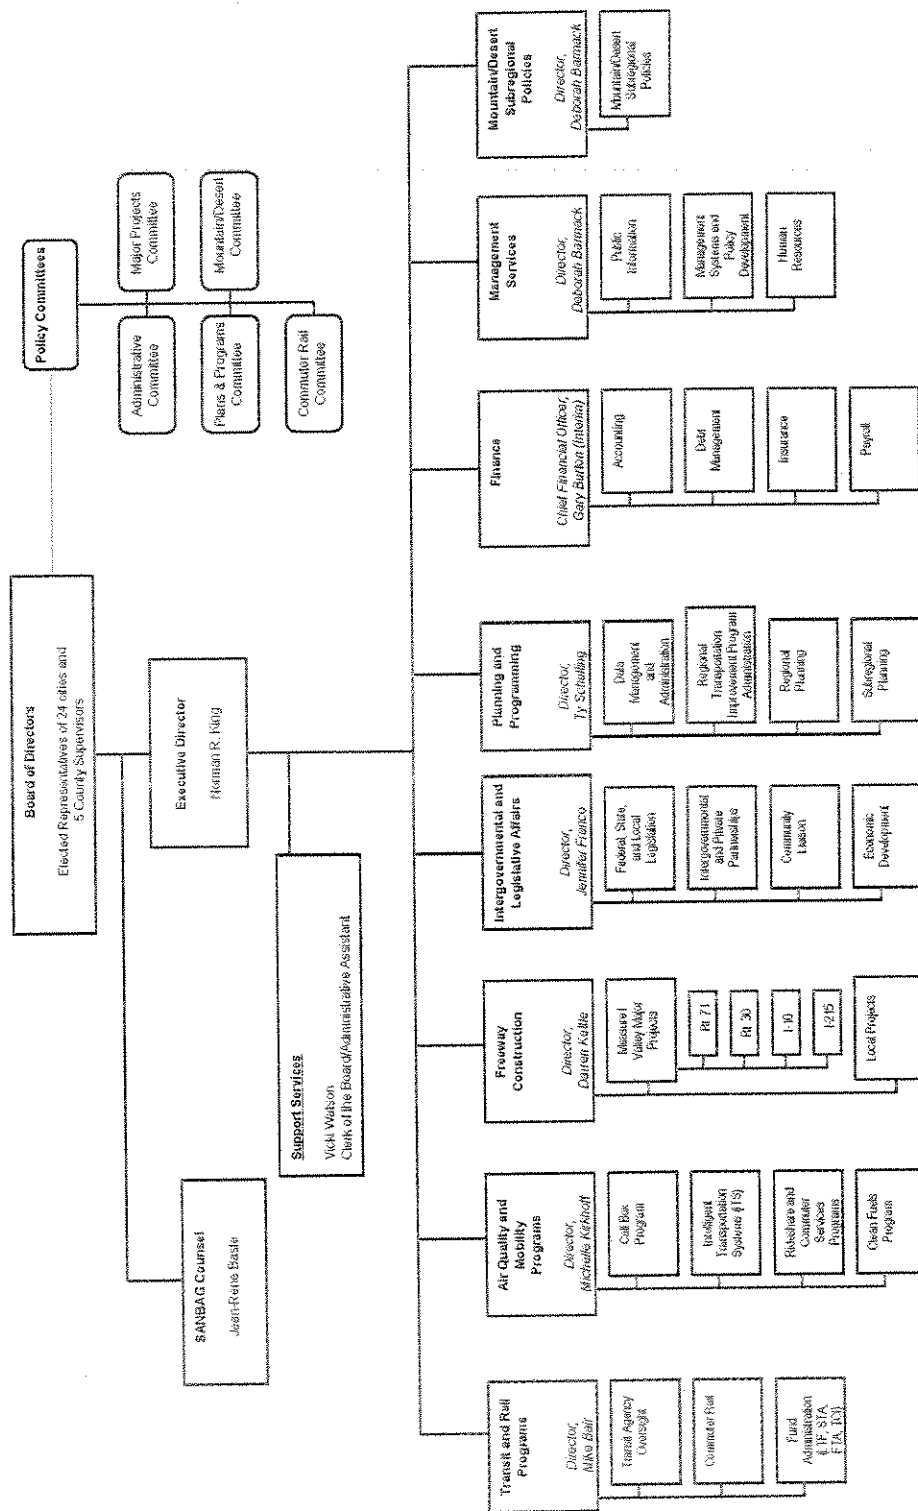 Board of Directors
Elected Representatives of 24 cities and
5 County Supervisors
Policy Committees
Administrative
Committee
Major Projects
Committee
Plans & Programs
Committee
Mountain/Desert
Committee
Commuter Rail
Committee
SANBAG Counsel
Jean-Rene Basle
Executive Director
Norman R. King
Support Services
Vicki Watson
Clerk of the Board/Administrative Assistant
Transit and Rail
Programs
Director,
Mike Bair
Transit Agency
Oversight
Commuter Rail
Fund
Administration
(LTF, STA,
FTA, TCI)
Air Quality and
Mobility
Programs
Director,
Michelle Kirkhoff
Call Box
Program
Intelligent
Transportation
Systems (ITS)
Rideshare and
Commuter
Services
Programs
Clean Fuels
Program
Freeway
Construction
Director,
Darren Kettle
Measure I
Valley Major
Projects
Rt 71
Rt 30
I-10
I-215
Local Projects
Intergovernmental and
Legislative Affairs
Director,
Jennifer Franco
Federal, State,
and Local
Legislation
Intergovernmental
and Private
Partnerships
Community
Liaison
Economic
Development
Planning and
Programming
Director,
Ty Schuiling
Data
Management
and
Administration
Regional
Transportation
Improvement Program
Administration
Regional
Planning
Subregional
Planning
Finance
Chief Financial Officer,
Gary Burton (Interim)
Accounting
Debt
Management
Insurance
Payroll
Management
Services
Director,
Deborah Barmack
Public
Information
Management
Systems and
Policy
Development
Human
Resources
Mountain/Desert
Subregional
Policies
Director,
Deborah Barmack
Mountain/Desert
Subregional
Policies